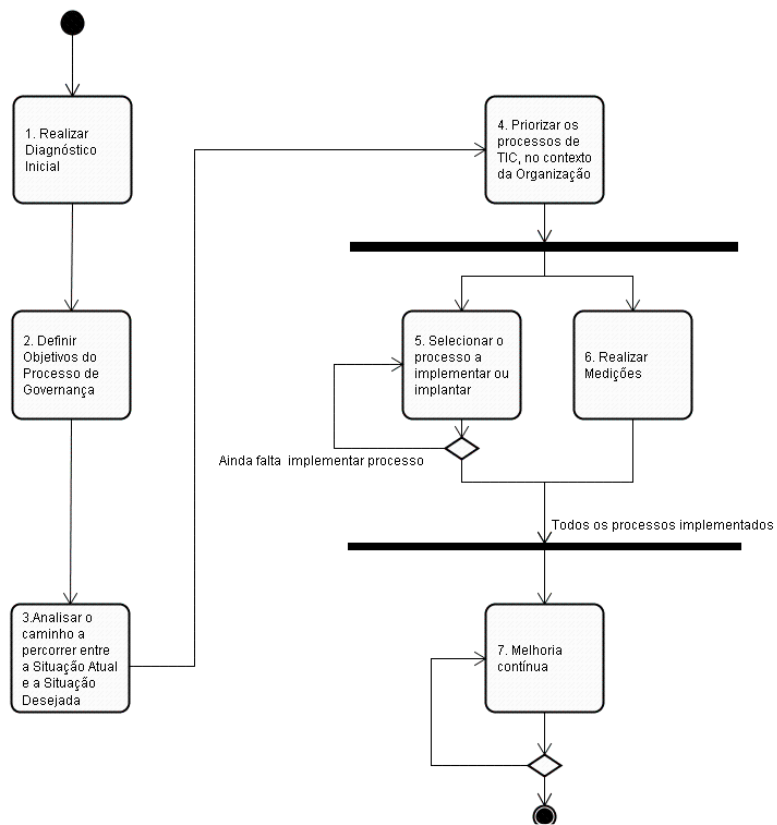 1. Realizar
Diagnóstico
Inicial
2. Definir
Objetivos do
Processo de
Governança
3.Analisar o
caminho a
percorrer entre
a Situação Atual
e a Situação
Desejada
4. Priorizar os
processos de
TIC, no contexto
da Organização
5. Selecionar o
processo a
implementar ou
implantar
6. Realizar
Medições
Ainda falta implementar processo
Todos os processos implementados
7. Melhoria
contínua